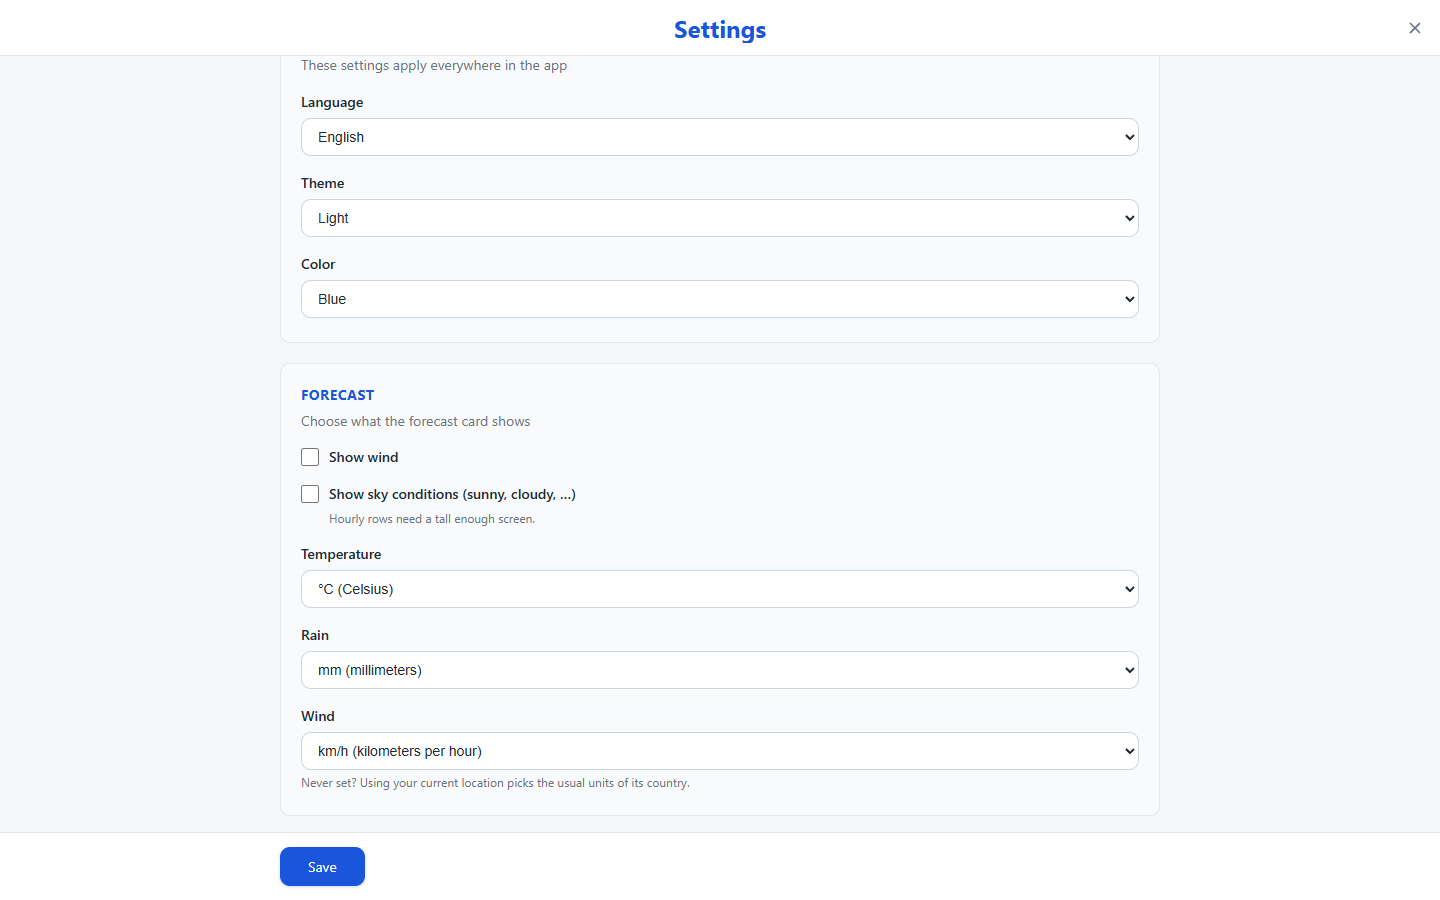 Settings
×
These settings apply everywhere in the app
Language
English
Theme
Light
Color
Blue
FORECAST
Choose what the forecast card shows
Show wind
Show sky conditions (sunny, cloudy, ...)
Hourly rows need a tall enough screen.
Temperature
°C (Celsius)
Rain
mm (millimeters)
Wind
km/h (kilometers per hour)
Never set? Using your current location picks the usual units of its country.
Save